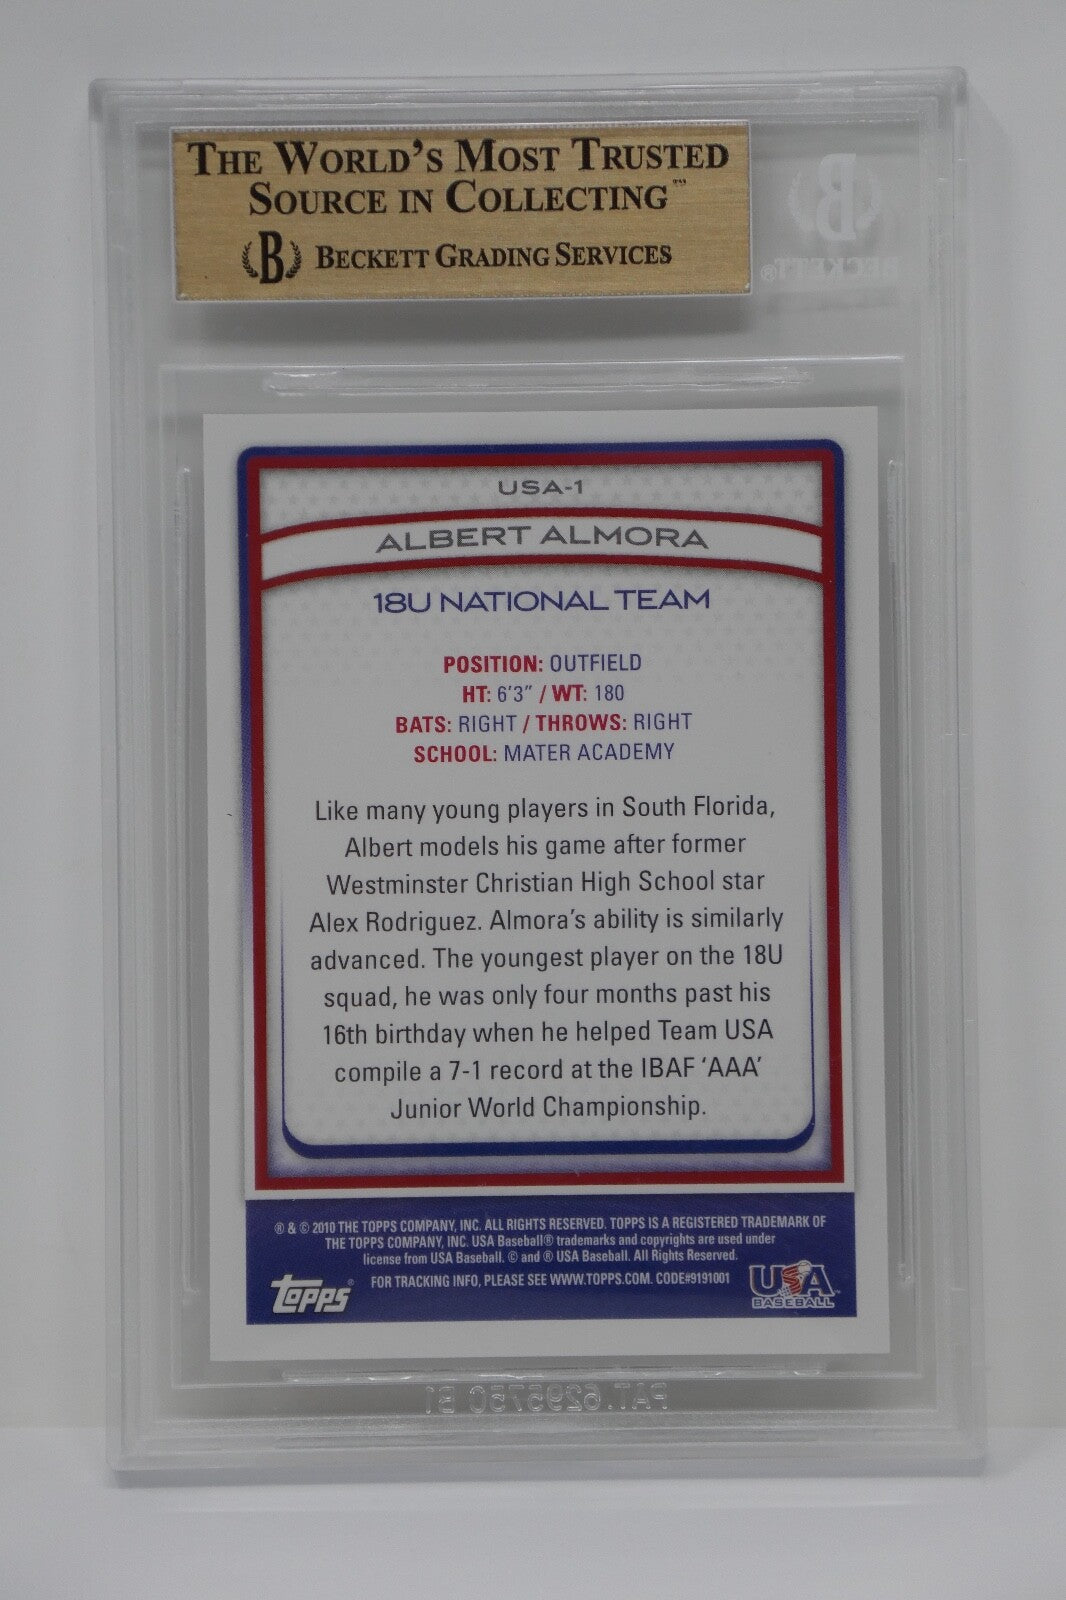 THE WORLD'S MOST TRUSTED
SOURCE IN COLLECTING™
B BECKETT GRADING SERVICES
B
BECKETT®
USA-1
ALBERT ALMORA
18U NATIONAL TEAM
POSITION: OUTFIELD
HT: 6'3" / WT: 180
BATS: RIGHT / THROWS: RIGHT
SCHOOL: MATER ACADEMY
Like many young players in South Florida,
Albert models his game after former
Westminster Christian High School star
Alex Rodriguez. Almora's ability is similarly
advanced. The youngest player on the 18U
squad, he was only four months past his
16th birthday when he helped Team USA
compile a 7-1 record at the IBAF 'AAA'
Junior World Championship.
® & © 2010 THE TOPPS COMPANY, INC. ALL RIGHTS RESERVED. TOPPS IS A REGISTERED TRADEMARK OF
THE TOPPS COMPANY, INC. USA Baseball® trademarks and copyrights are used under
license from USA Baseball. © and ® USA Baseball. All Rights Reserved.
FOR TRACKING INFO, PLEASE SEE WWW.TOPPS.COM. CODE#9191001
TOPPS®
USA
BASEBALL™
PAT. 6295750 B1